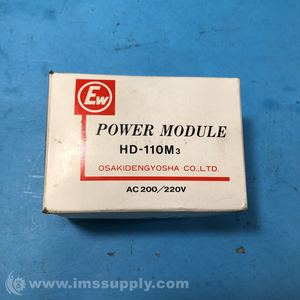 EW
POWER MODULE
HD-110M3
OSAKIDENGYOSHA CO.,LTD.
AC 200/220V
© www.imssupply.com